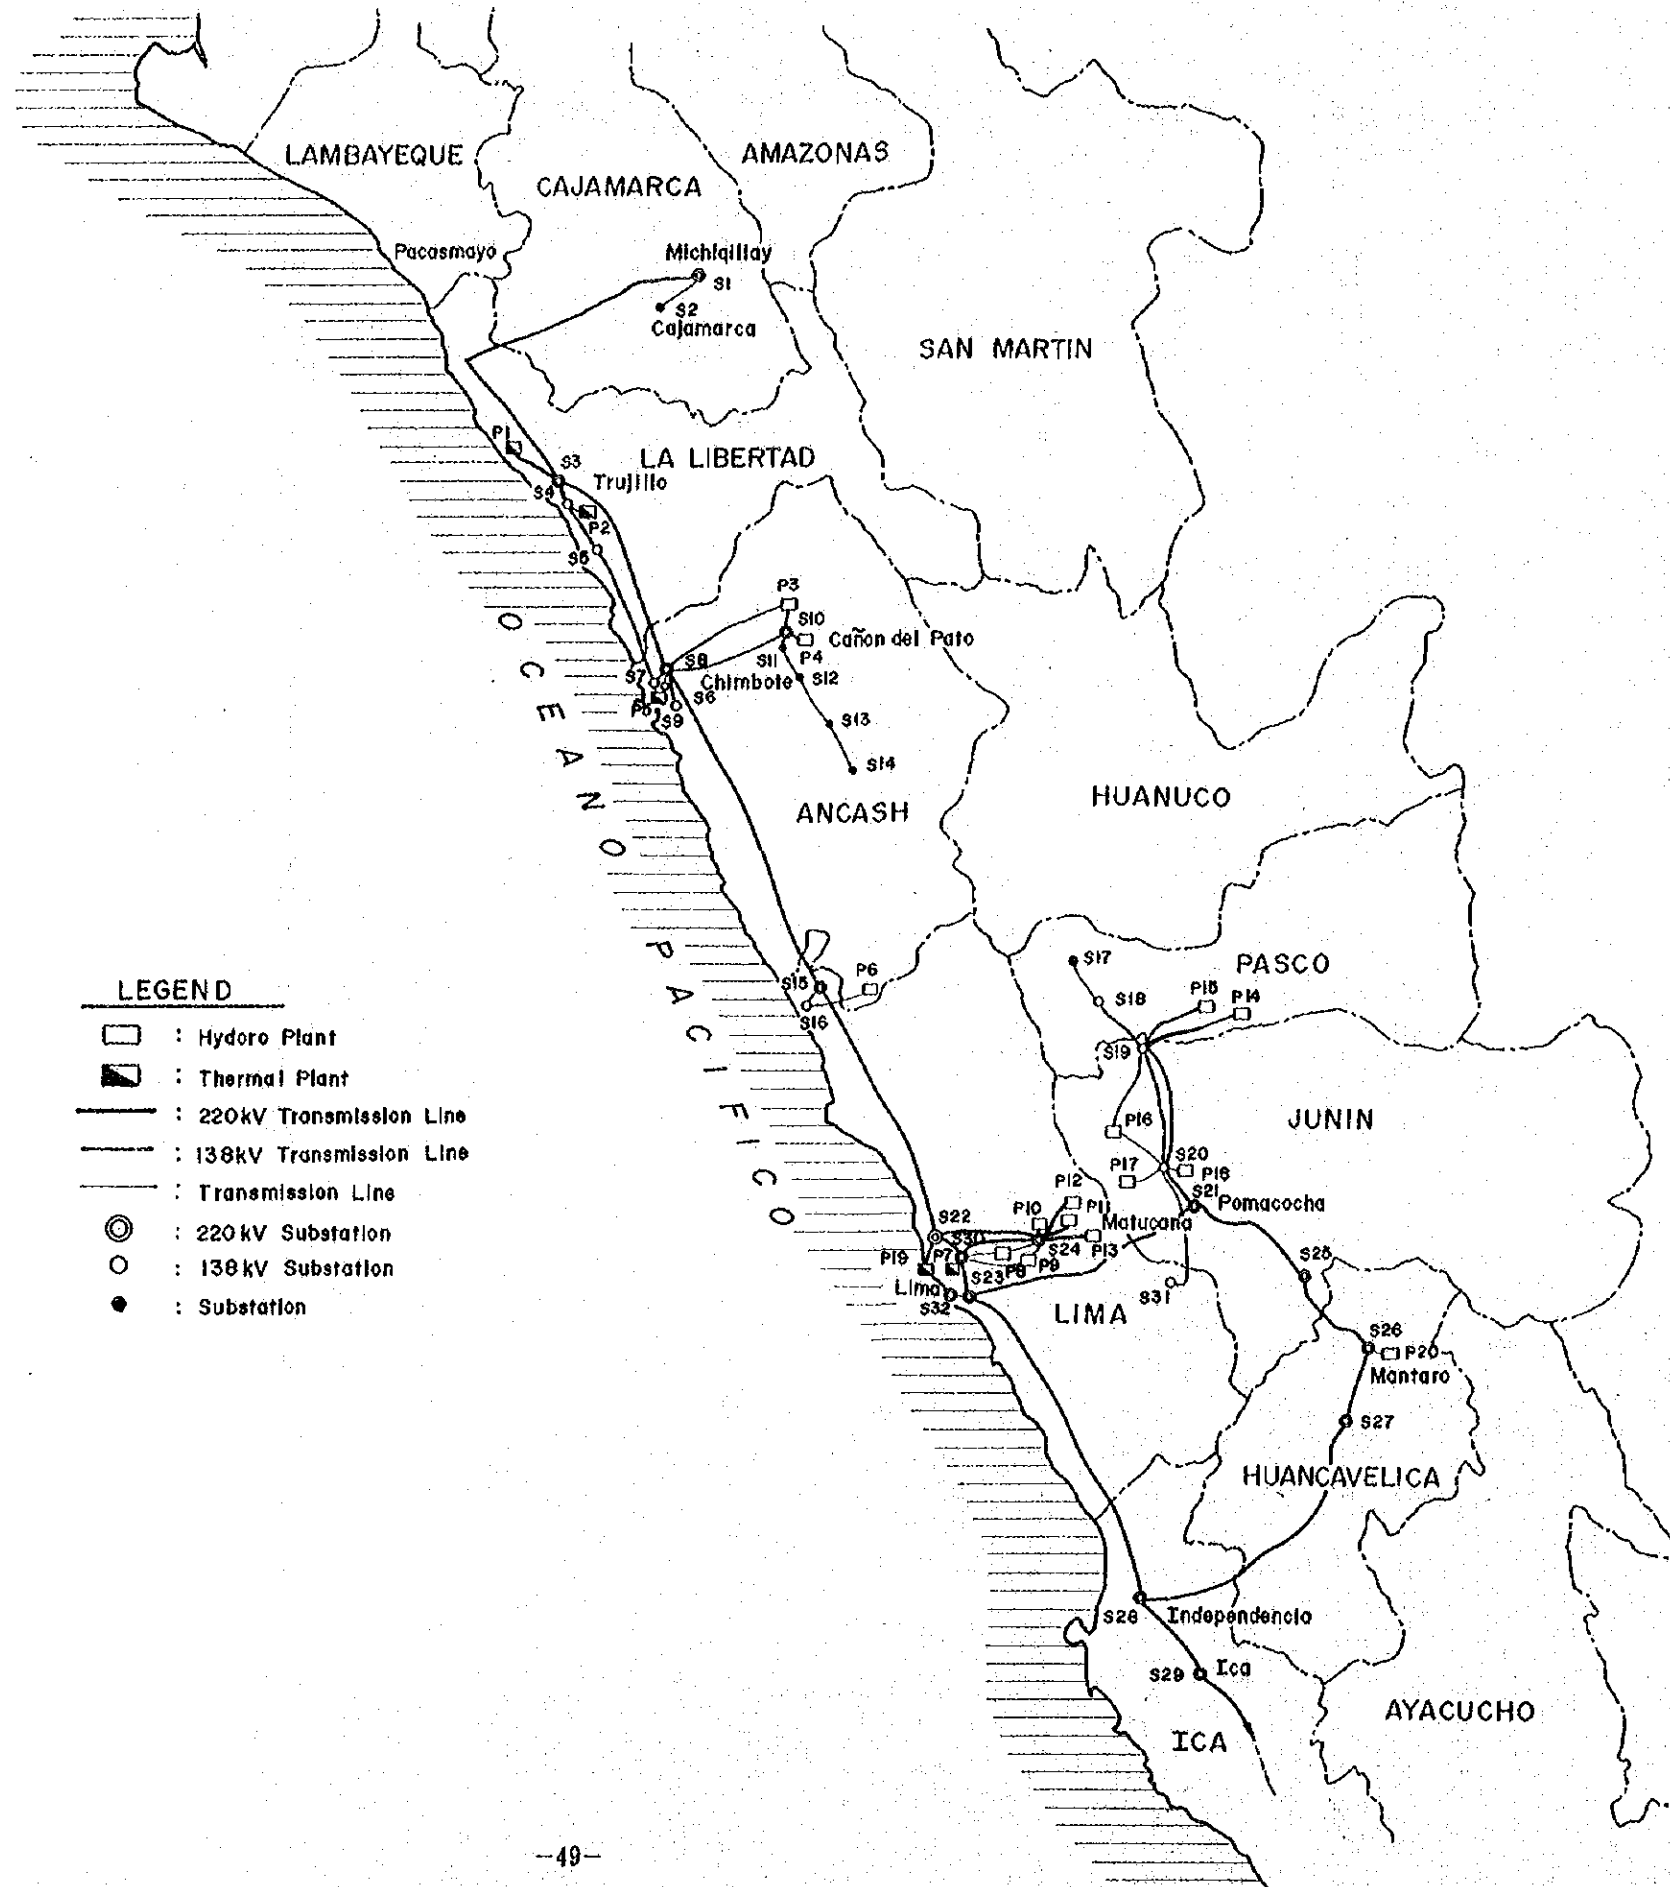 LAMBAYEQUE
CAJAMARCA
AMAZONAS
Pacasmayo
Michiqillay
S1
S2
Cajamarca
SAN MARTIN
P1
S3
LA LIBERTAD
Trujillo
S4
P2
S5
P3
S10
Cañon del Pato
S11
P4
S8
S7
Chimbote
S12
S6
P5
S9
S13
S14
OCEANO PACIFICO
ANCASH
HUANUCO
S17
PASCO
S15
P6
S18
P15
P14
S16
S19
LEGEND
: Hydoro Plant
: Thermal Plant
: 220kV Transmission Line
: 138kV Transmission Line
: Transmission Line
: 220kV Substation
: 138kV Substation
: Substation
JUNIN
P16
P17
S20
P18
S21
Pomacocha
P12
P10
P11
Matucana
S22
S30
P19
P7
S24
P13
S23
P8
P9
Lima
S32
S31
S25
LIMA
S26
P20
Mantaro
S27
HUANCAVELICA
S28
Independencia
S29
Ica
AYACUCHO
ICA
-49-